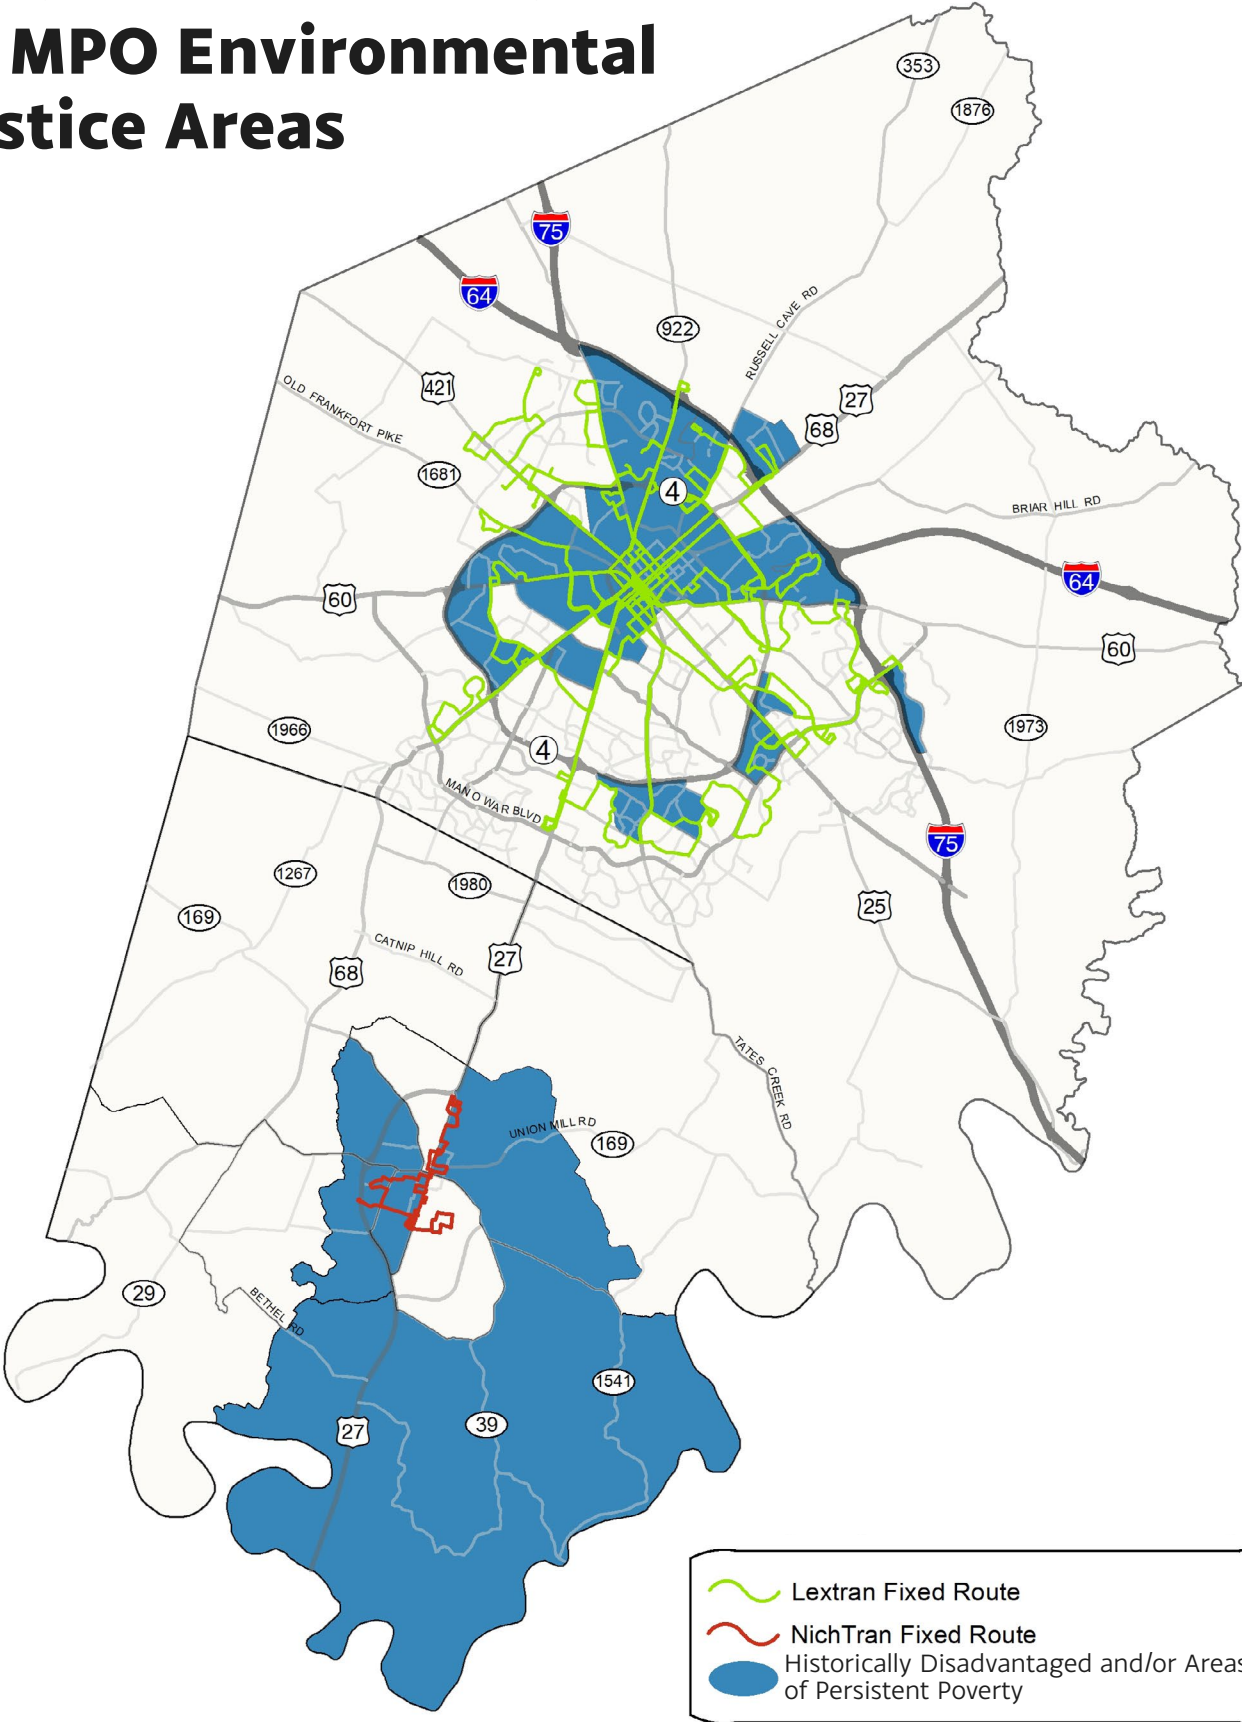 MPO Environmental
stice Areas
353
1876
75
64
922
RUSSELL CAVE RD
421
27
68
OLD FRANKFORT PIKE
1681
4
BRIAR HILL RD
64
60
60
1966
1973
4
MAN O WAR BLVD
75
1267
1980
25
169
CATNIP HILL RD
27
68
TATES CREEK RD
UNION MILL RD
169
29
BETHEL RD
1541
27
39
Lextran Fixed Route
NichTran Fixed Route
Historically Disadvantaged and/or Areas
of Persistent Poverty